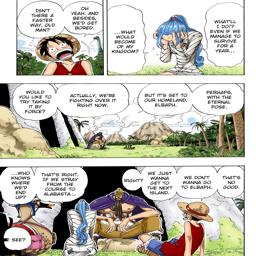 WHAT'LL I
DO!? EVEN IF
WE MANAGE
TO SURVIVE
FOR A
YEAR...
...WHAT
WOULD
BECOME
OF MY
KINGDOM?
OH
YEAH. AND
BESIDES,
WE'D GET
BORED.
ISN'T
THERE A
FASTER
WAY, OLD
MAN?
PERHAPS,
WITH THE
ETERNAL
POSE.
BUT IT'S SET TO
OUR HOMELAND,
ELBAPH.
ACTUALLY, WE'RE
FIGHTING OVER IT
RIGHT NOW.
WOULD YOU
LIKE TO TRY
TAKING IT
BY FORCE?
THAT'S
NO
GOOD.
WE DON'T
WANNA
GO TO
ELBAPH.
WE JUST
WANT
TO GET TO
THE NEXT
ISLAND.
RIGHT?
THAT'S RIGHT.
IF WE STRAY
FROM THE
COURSE TO
ALABASTA...
...WHO
KNOWS
WHERE
WE'D
END
UP?
SEE?